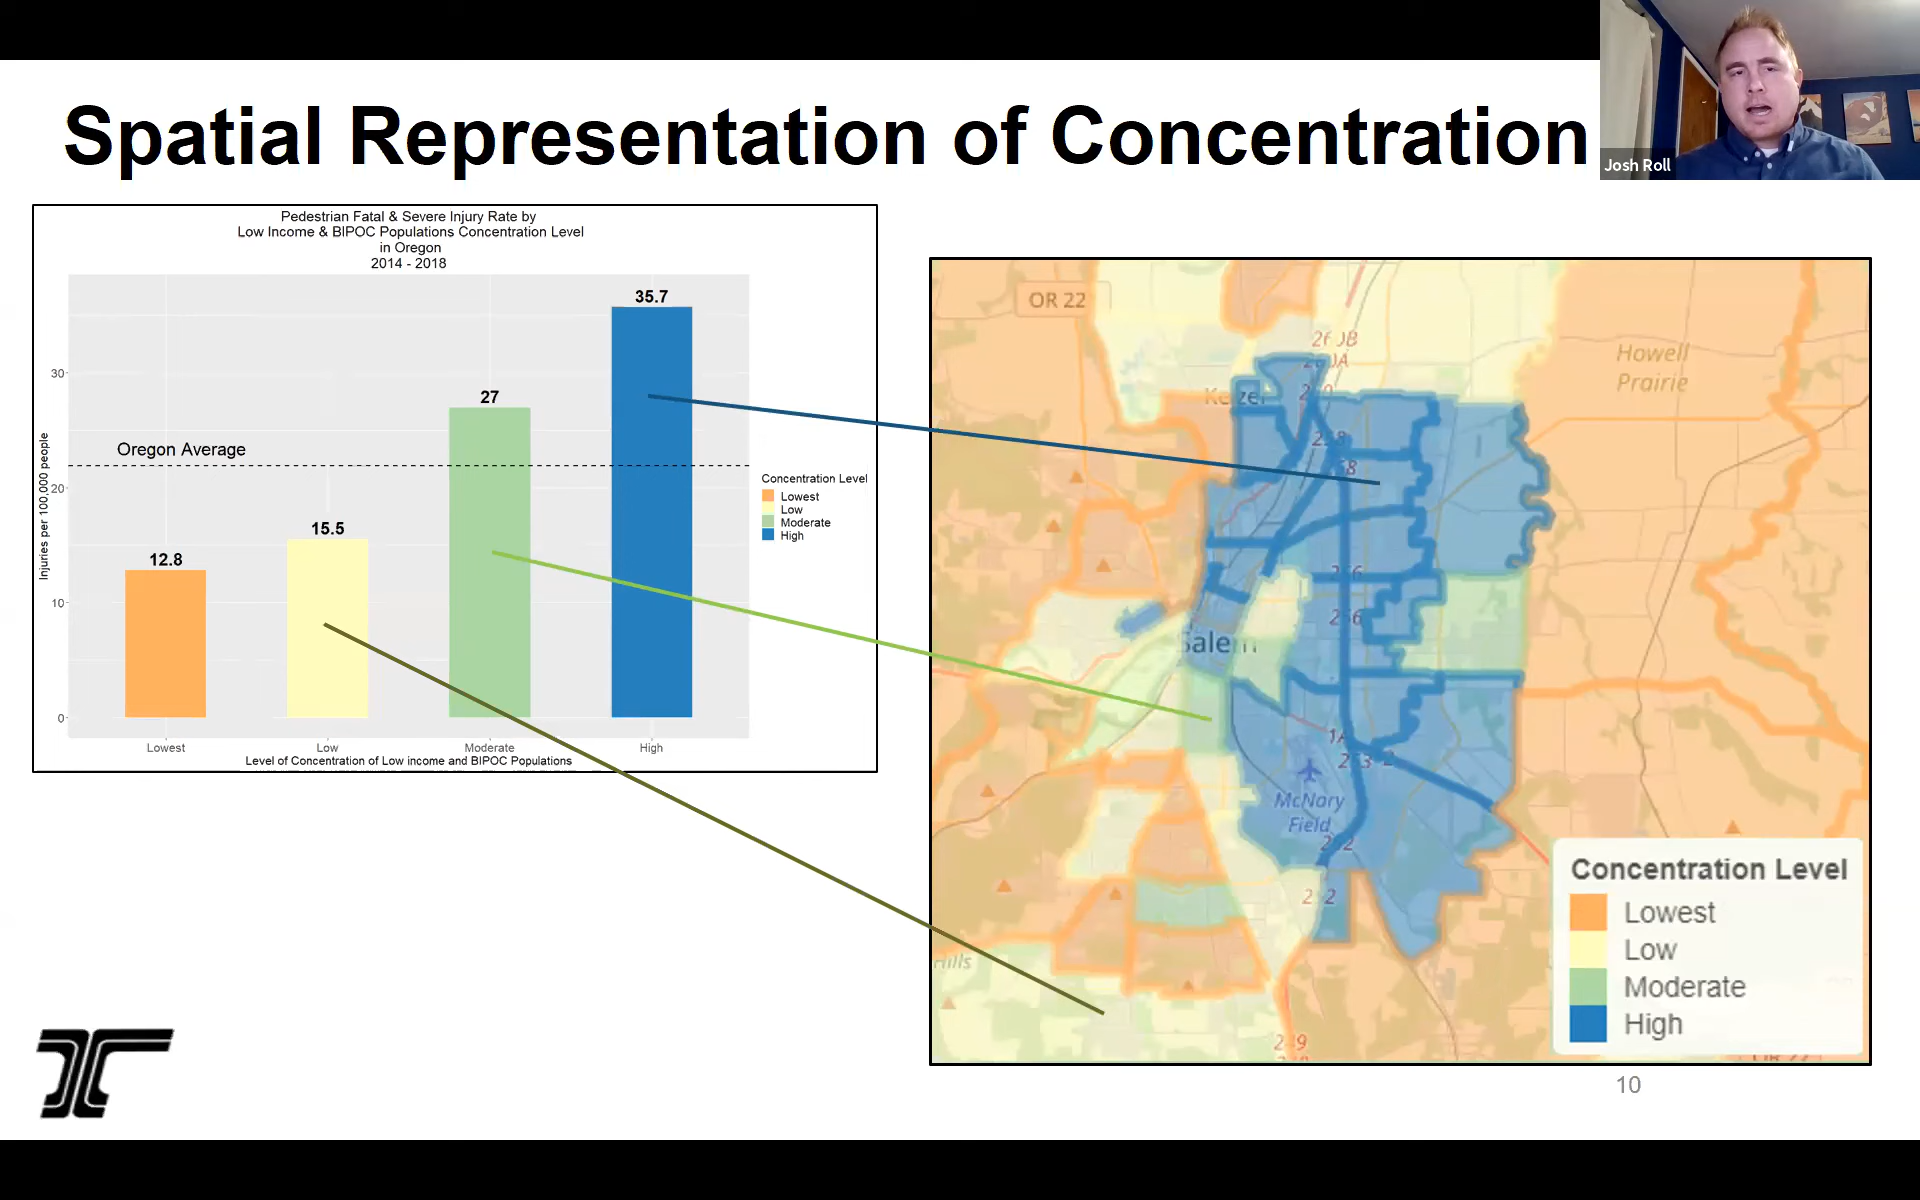 Spatial Representation of Concentration
Josh Roll
Pedestrian Fatal & Severe Injury Rate by
Low Income & BIPOC Populations Concentration Level
in Oregon
2014 - 2018
Injuries per 100,000 people
30
20
10
0
Oregon Average
12.8
15.5
27
35.7
Lowest
Low
Moderate
High
Level of Concentration of Low income and BIPOC Populations
Concentration Level
Lowest
Low
Moderate
High
OR 22
Howell
Prairie
Keizer
Salem
McNary
Field
Hills
Concentration Level
Lowest
Low
Moderate
High
10